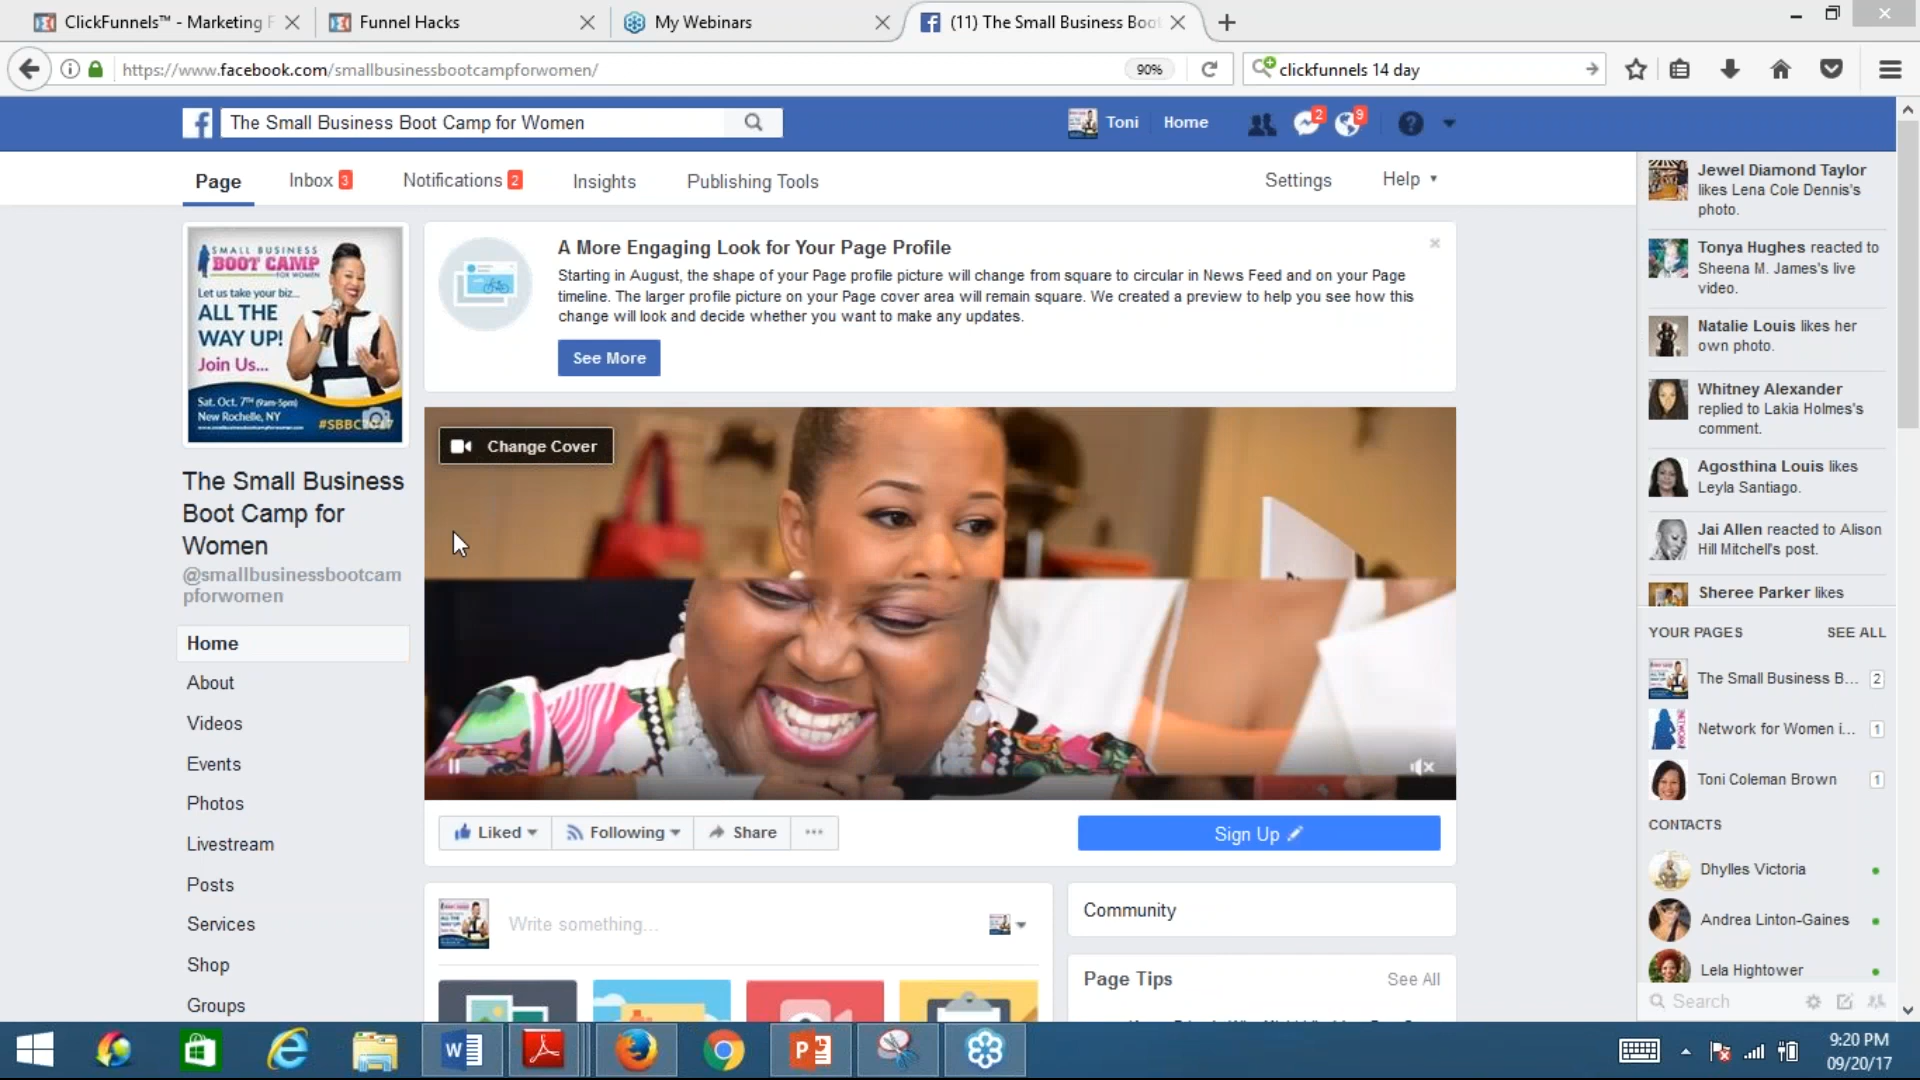 ClickFunnels™ - Marketing F
Funnel Hacks
My Webinars
(11) The Small Business Boot
https://www.facebook.com/smallbusinessbootcampforwomen/
90%
clickfunnels 14 day
The Small Business Boot Camp for Women
Toni
Home
2
9
Page
Inbox 3
Notifications 2
Insights
Publishing Tools
Settings
Help
SMALL BUSINESS
BOOT CAMP
FOR WOMEN
Let us take your biz...
ALL THE
WAY UP!
Join Us...
Sat. Oct. 7TH (9am-5pm)
New Rochelle, NY
www.smallbusinessbootcampforwomen.com
The Small Business
Boot Camp for
Women
@smallbusinessbootcam
pforwomen
Home
About
Videos
Events
Photos
Livestream
Posts
Services
Shop
Groups
A More Engaging Look for Your Page Profile
Starting in August, the shape of your Page profile picture will change from square to circular in News Feed and on your Page
timeline. The larger profile picture on your Page cover area will remain square. We created a preview to help you see how this
change will look and decide whether you want to make any updates.
See More
Change Cover
Liked
Following
Share
Sign Up
Write something...
Community
Page Tips
See All
Jewel Diamond Taylor
likes Lena Cole Dennis's
photo.
Tonya Hughes reacted to
Sheena M. James's live
video.
Natalie Louis likes her
own photo.
Whitney Alexander
replied to Lakia Holmes's
comment.
Agosthina Louis likes
Leyla Santiago.
Jai Allen reacted to Alison
Hill Mitchell's post.
Sheree Parker likes
YOUR PAGES
SEE ALL
The Small Business B... 2
Network for Women i... 1
Toni Coleman Brown 1
CONTACTS
Dhylles Victoria
Andrea Linton-Gaines
Lela Hightower
Search
9:20 PM
09/20/17